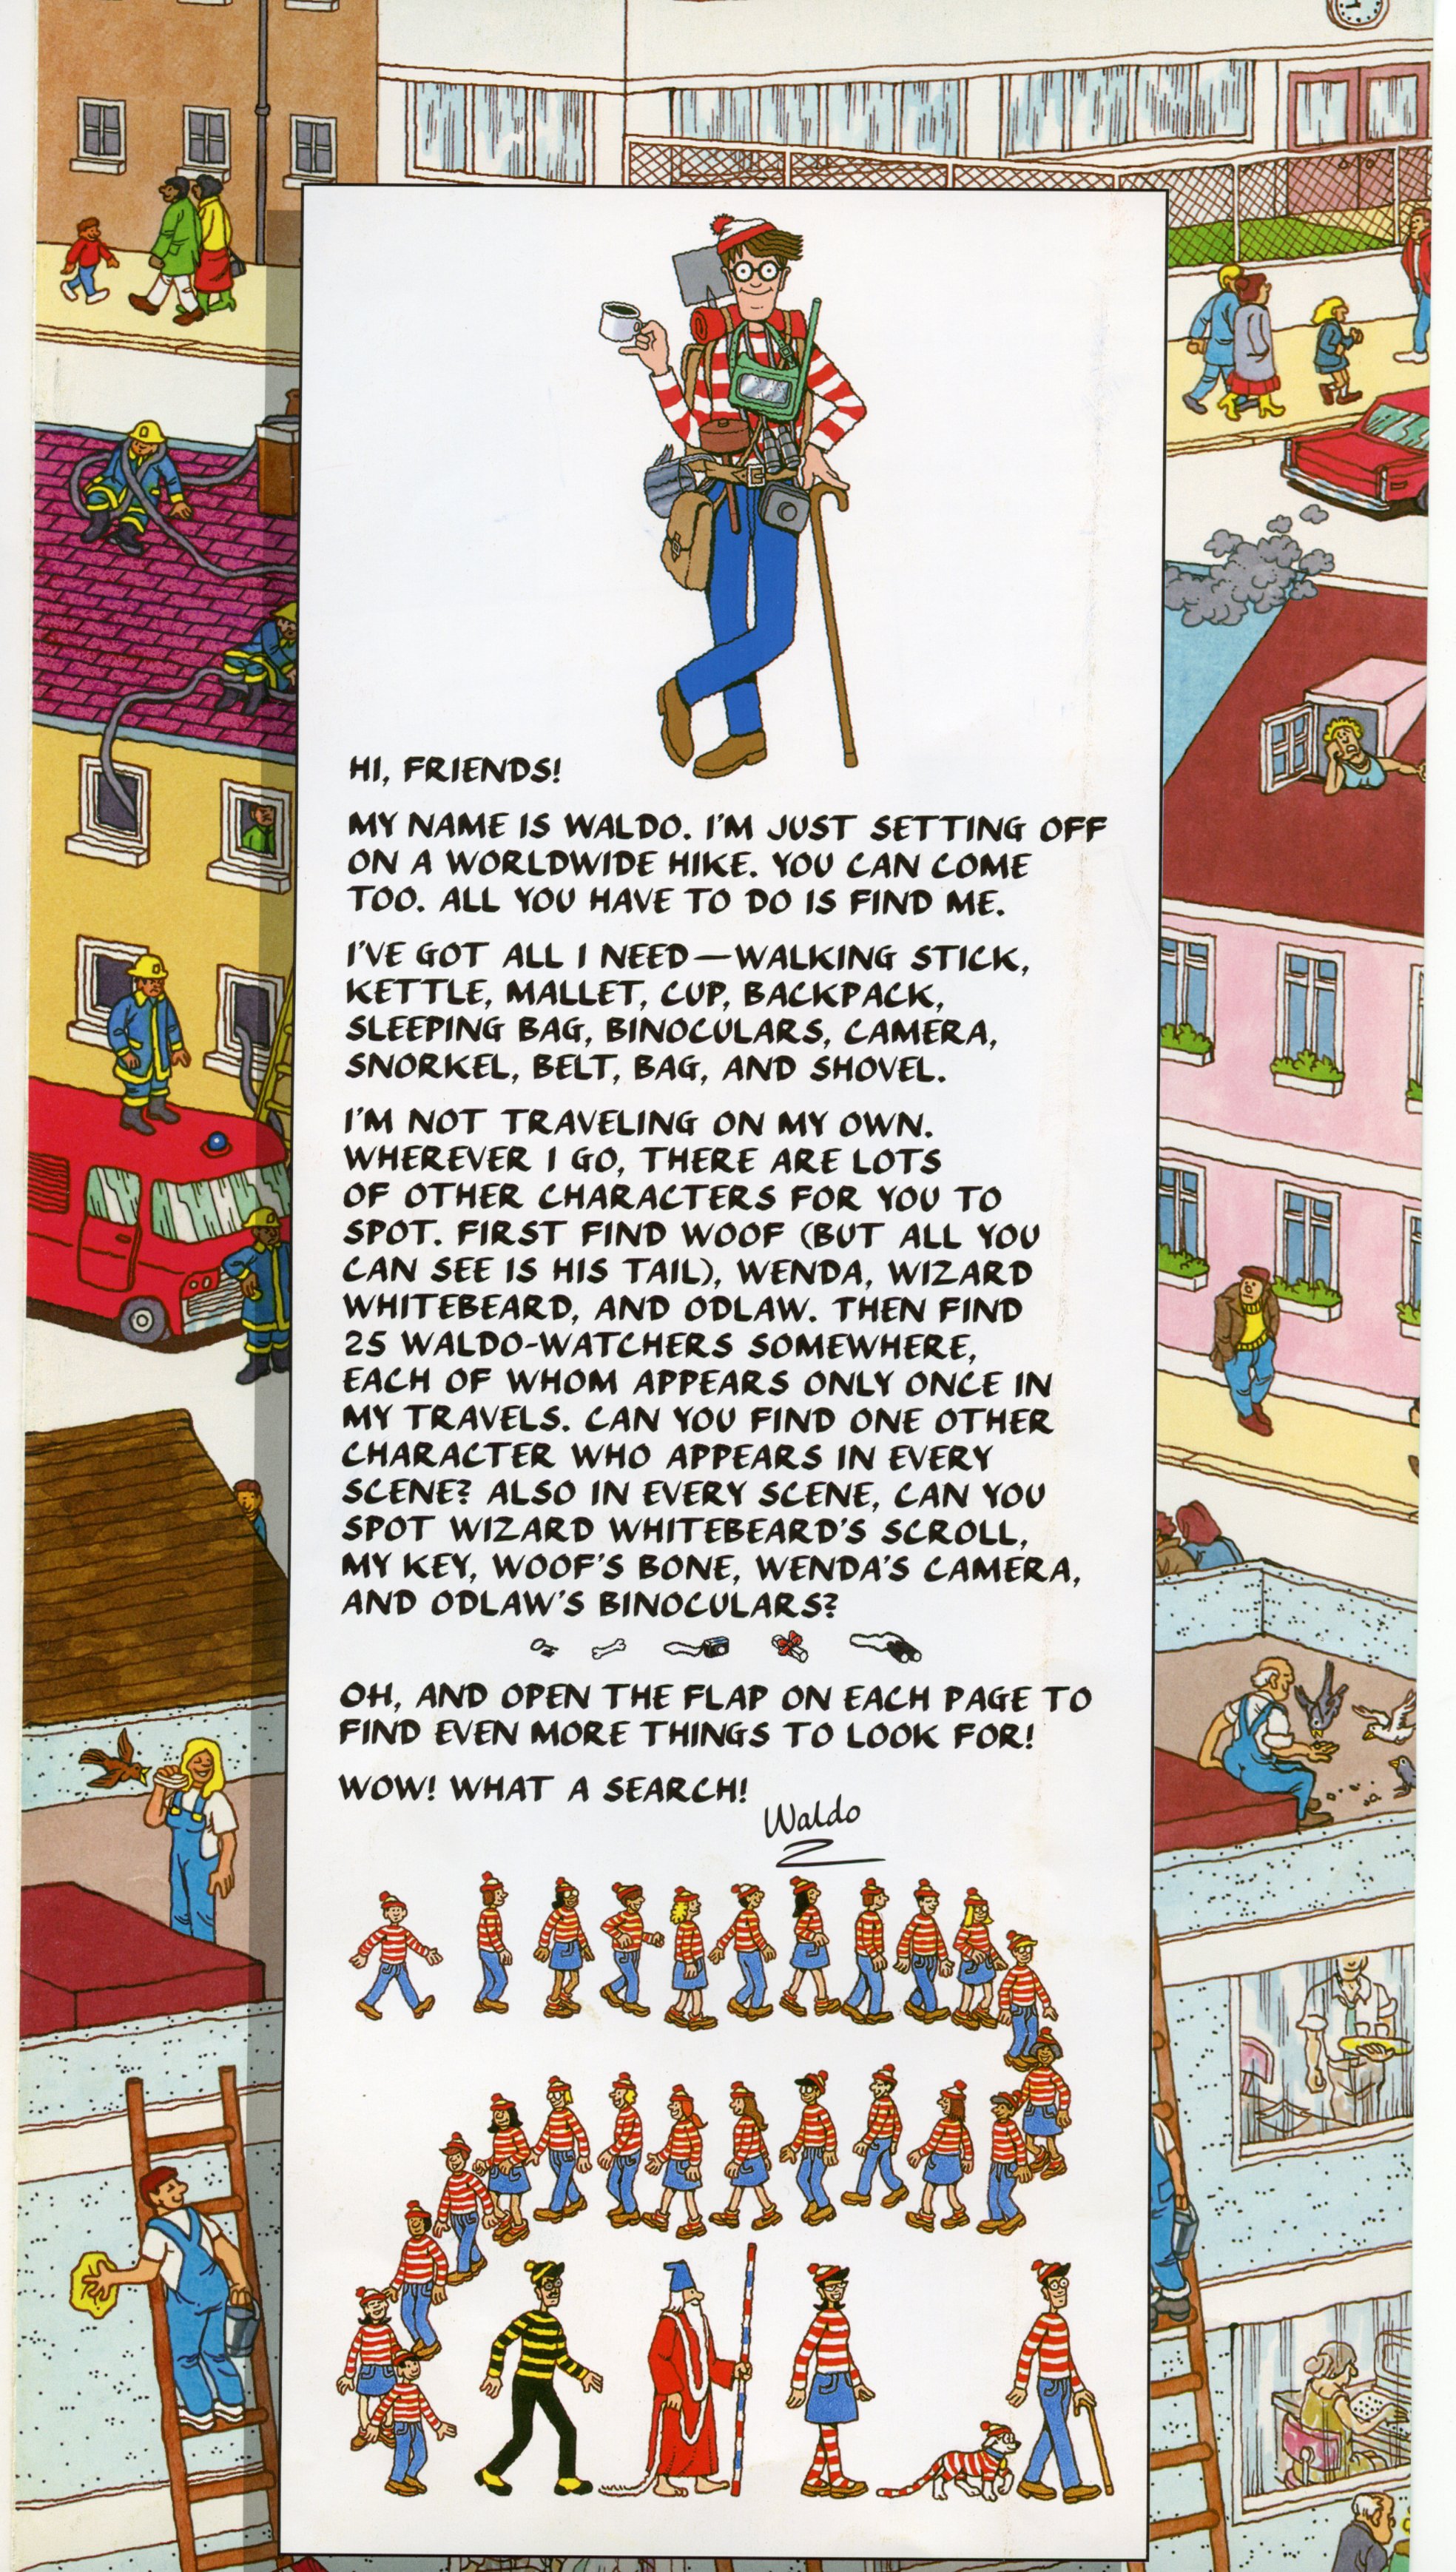 HI, FRIENDS!
MY NAME IS WALDO. I'M JUST SETTING OFF
ON A WORLDWIDE HIKE. YOU CAN COME
TOO. ALL YOU HAVE TO DO IS FIND ME.
I'VE GOT ALL I NEED—WALKING STICK,
KETTLE, MALLET, CUP, BACKPACK,
SLEEPING BAG, BINOCULARS, CAMERA,
SNORKEL, BELT, BAG, AND SHOVEL.
I'M NOT TRAVELING ON MY OWN.
WHEREVER I GO, THERE ARE LOTS
OF OTHER CHARACTERS FOR YOU TO
SPOT. FIRST FIND WOOF (BUT ALL YOU
CAN SEE IS HIS TAIL), WENDA, WIZARD
WHITEBEARD, AND ODLAW. THEN FIND
25 WALDO-WATCHERS SOMEWHERE,
EACH OF WHOM APPEARS ONLY ONCE IN
MY TRAVELS. CAN YOU FIND ONE OTHER
CHARACTER WHO APPEARS IN EVERY
SCENE? ALSO IN EVERY SCENE, CAN YOU
SPOT WIZARD WHITEBEARD'S SCROLL,
MY KEY, WOOF'S BONE, WENDA'S CAMERA,
AND ODLAW'S BINOCULARS?
OH, AND OPEN THE FLAP ON EACH PAGE TO
FIND EVEN MORE THINGS TO LOOK FOR!
WOW! WHAT A SEARCH!
Waldo